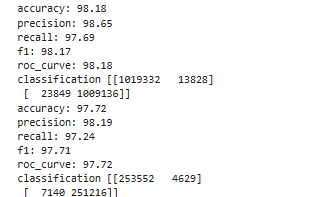 accuracy: 98.18
precision: 98.65
recall: 97.69
f1: 98.17
roc_curve: 98.18
classification [[1019332 13828]
[ 23849 1009136]]
accuracy: 97.72
precision: 98.19
recall: 97.24
f1: 97.71
roc_curve: 97.72
classification [[253552 4629]
[ 7140 251216]]